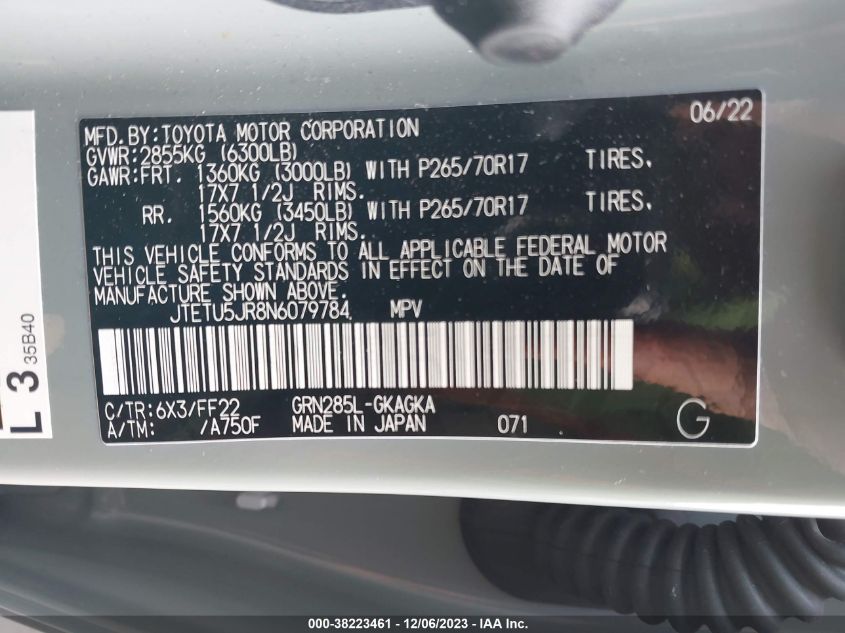 06/22
MFD.BY:TOYOTA MOTOR CORPORATION
GVWR:2855KG (6300LB)
GAWR:FRT. 1360KG (3000LB) WITH P265/70R17 TIRES,
17X7 1/2J RIMS.
RR. 1560KG (3450LB) WITH P265/70R17 TIRES,
17X7 1/2J RIMS.
THIS VEHICLE CONFORMS TO ALL APPLICABLE FEDERAL MOTOR
VEHICLE SAFETY STANDARDS IN EFFECT ON THE DATE OF
MANUFACTURE SHOWN ABOVE.
JTETU5JR8N6079784 MPV
C/TR:6X3/FF22 GRN285L-GKAGKA
A/TM: /A750F MADE IN JAPAN 071 G
L 3 35B40
000-38223461 - 12/06/2023 - IAA Inc.